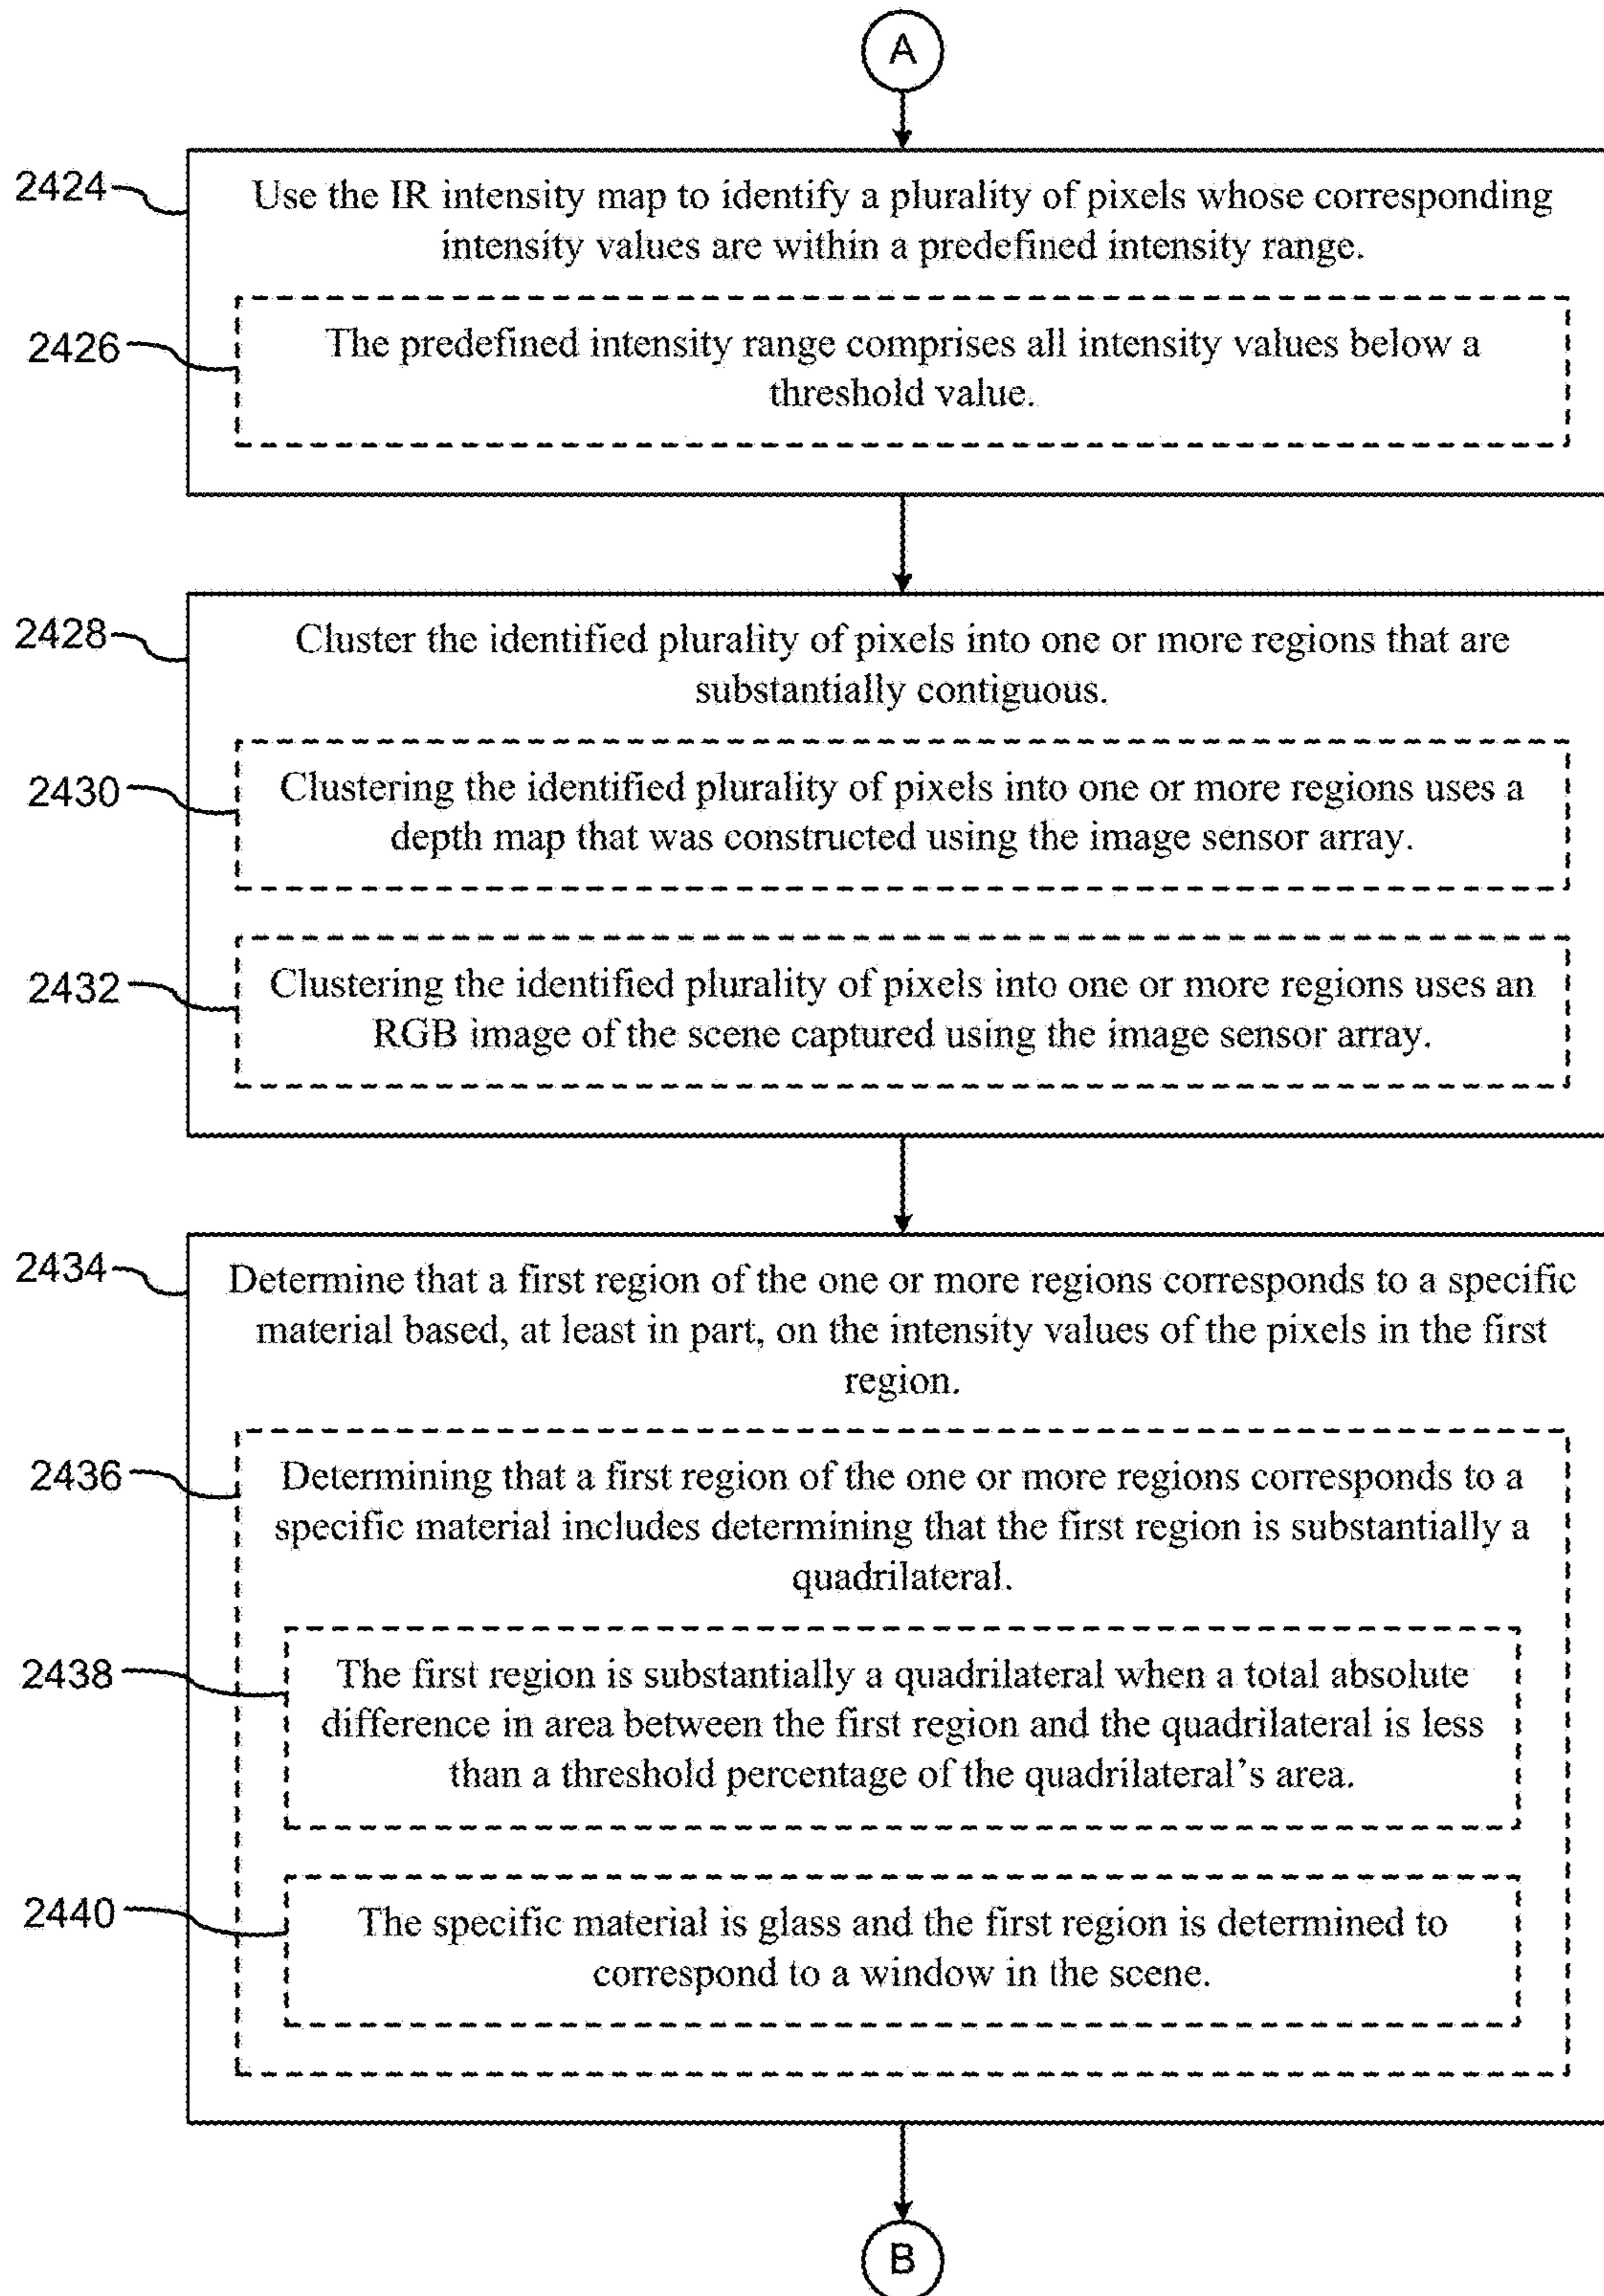 A
2424
Use the IR intensity map to identify a plurality of pixels whose corresponding
intensity values are within a predefined intensity range.
2426
The predefined intensity range comprises all intensity values below a
threshold value.
2428
Cluster the identified plurality of pixels into one or more regions that are
substantially contiguous.
2430
Clustering the identified plurality of pixels into one or more regions uses a
depth map that was constructed using the image sensor array.
2432
Clustering the identified plurality of pixels into one or more regions uses an
RGB image of the scene captured using the image sensor array.
2434
Determine that a first region of the one or more regions corresponds to a specific
material based, at least in part, on the intensity values of the pixels in the first
region.
2436
Determining that a first region of the one or more regions corresponds to a
specific material includes determining that the first region is substantially a
quadrilateral.
2438
The first region is substantially a quadrilateral when a total absolute
difference in area between the first region and the quadrilateral is less
than a threshold percentage of the quadrilateral's area.
2440
The specific material is glass and the first region is determined to
correspond to a window in the scene.
B